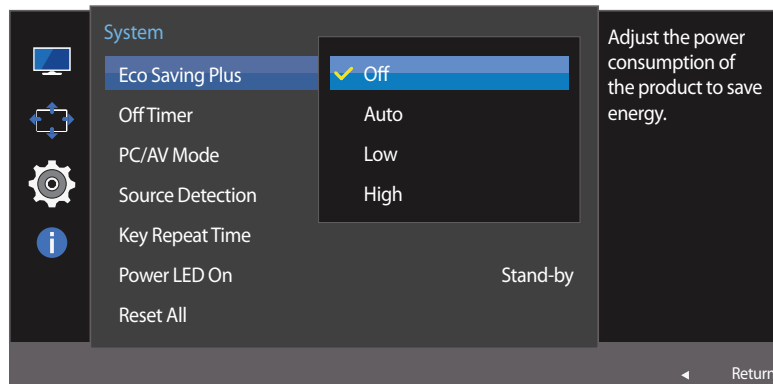 System
Eco Saving Plus
Off Timer
PC/AV Mode
Source Detection
Key Repeat Time
Power LED On
Stand-by
Reset All
Off
Auto
Low
High
Adjust the power
consumption of
the product to save
energy.
Return